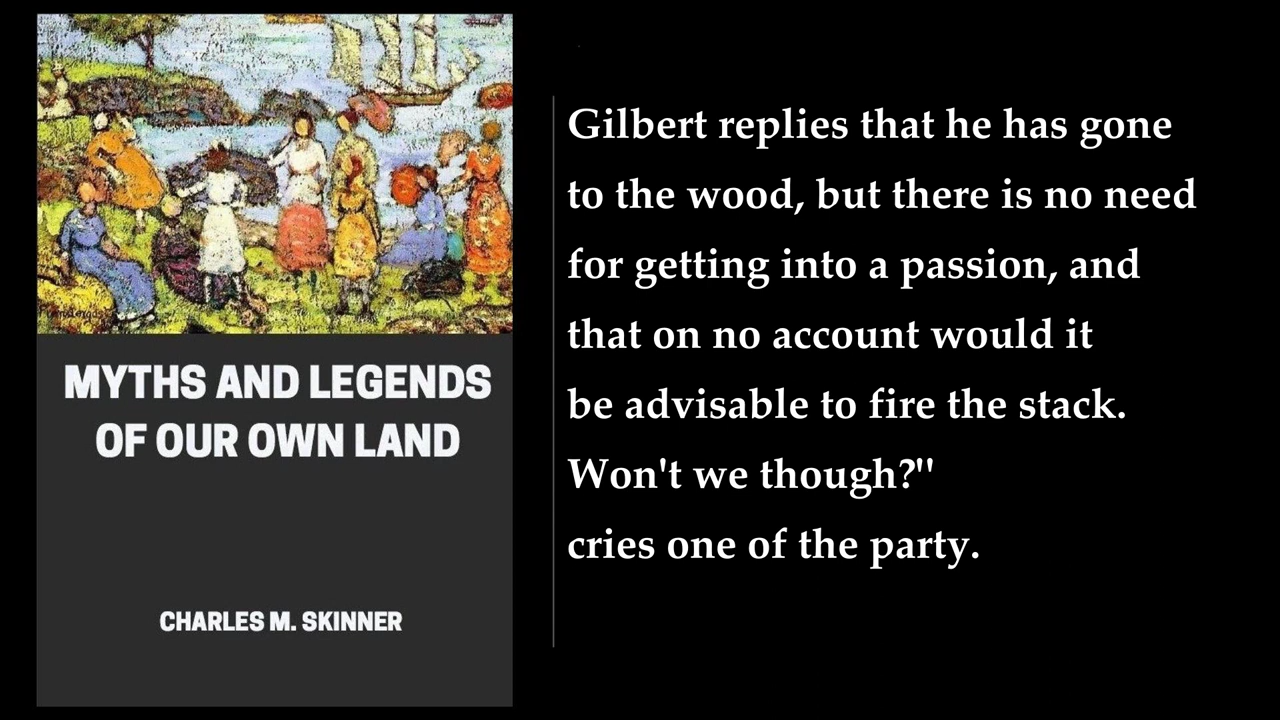 MYTHS AND LEGENDS
OF OUR OWN LAND
CHARLES M. SKINNER
Gilbert replies that he has gone
to the wood, but there is no need
for getting into a passion, and
that on no account would it
be advisable to fire the stack.
Won't we though?"
cries one of the party.